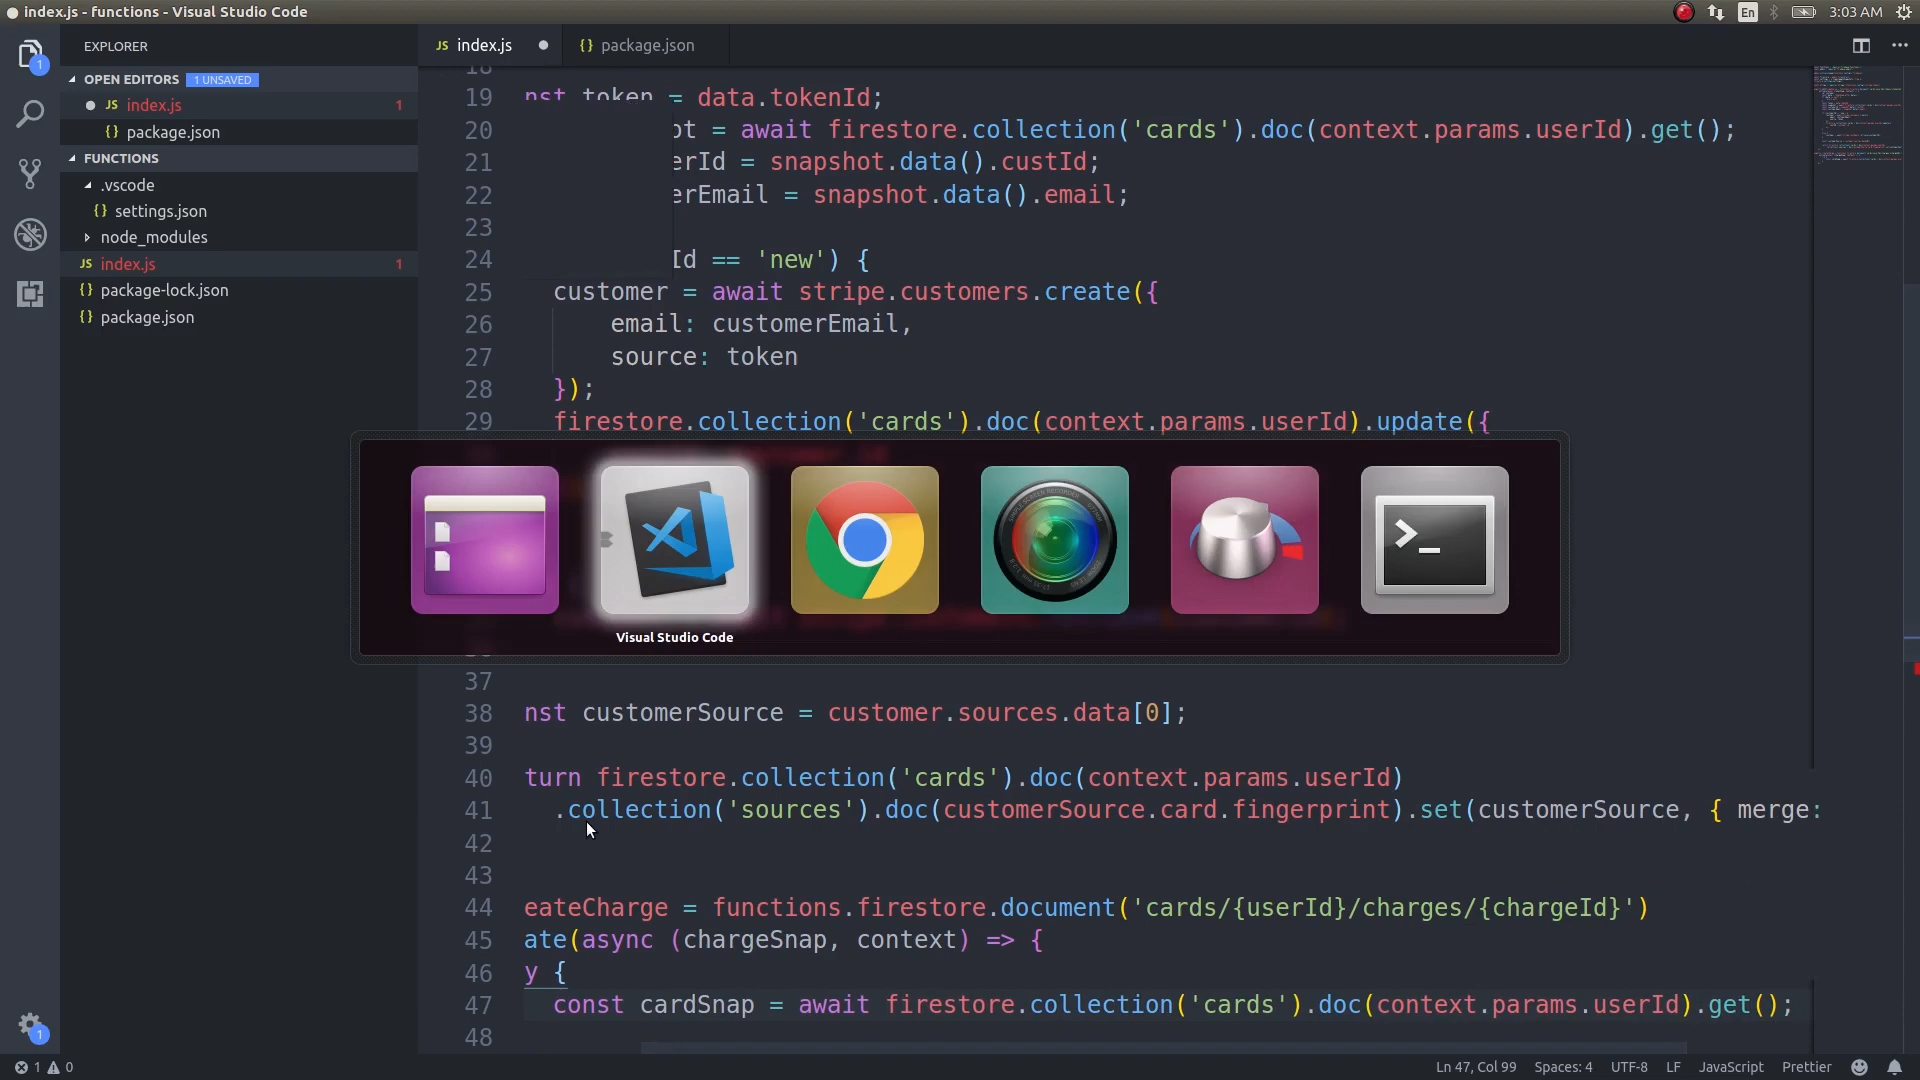 index.js - functions - Visual Studio Code
En
3:03 AM
EXPLORER
OPEN EDITORS 1 UNSAVED
JS index.js 1
{} package.json
FUNCTIONS
.vscode
{} settings.json
node_modules
JS index.js 1
{} package-lock.json
{} package.json
1
1
JS index.js
{} package.json
18
19 nst token = data.tokenId;
20 ot = await firestore.collection('cards').doc(context.params.userId).get();
21 erId = snapshot.data().custId;
22 erEmail = snapshot.data().email;
23
24 Id == 'new') {
25 customer = await stripe.customers.create({
26 email: customerEmail,
27 source: token
28 });
29 firestore.collection('cards').doc(context.params.userId).update({
Visual Studio Code
37
38 nst customerSource = customer.sources.data[0];
39
40 turn firestore.collection('cards').doc(context.params.userId)
41 .collection('sources').doc(customerSource.card.fingerprint).set(customerSource, { merge:
42
43
44 eateCharge = functions.firestore.document('cards/{userId}/charges/{chargeId}')
45 ate(async (chargeSnap, context) => {
46 y {
47 const cardSnap = await firestore.collection('cards').doc(context.params.userId).get();
48
1 0
Ln 47, Col 99
Spaces: 4
UTF-8
LF
JavaScript
Prettier